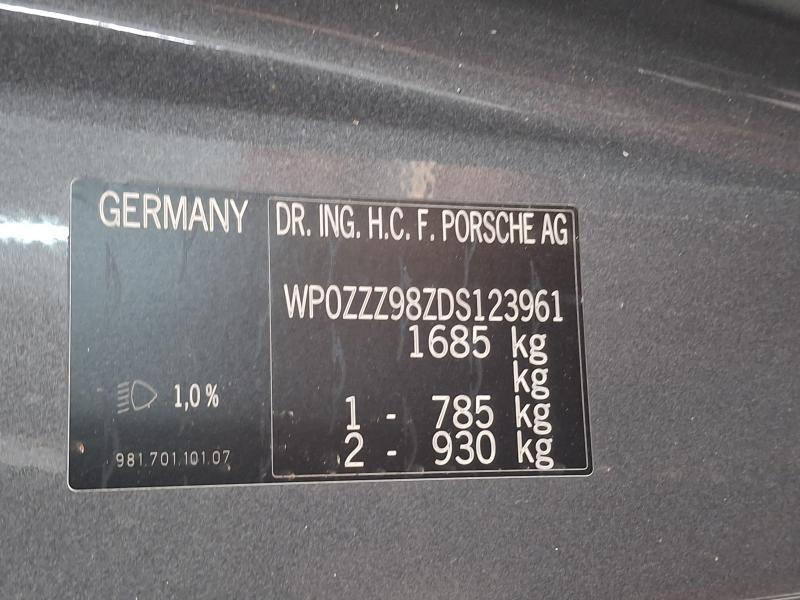 GERMANY
1,0 %
981.701.101.07
DR. ING. H.C. F. PORSCHE AG
WP0ZZZ98ZDS123961
1685 kg
kg
1 - 785 kg
2 - 930 kg